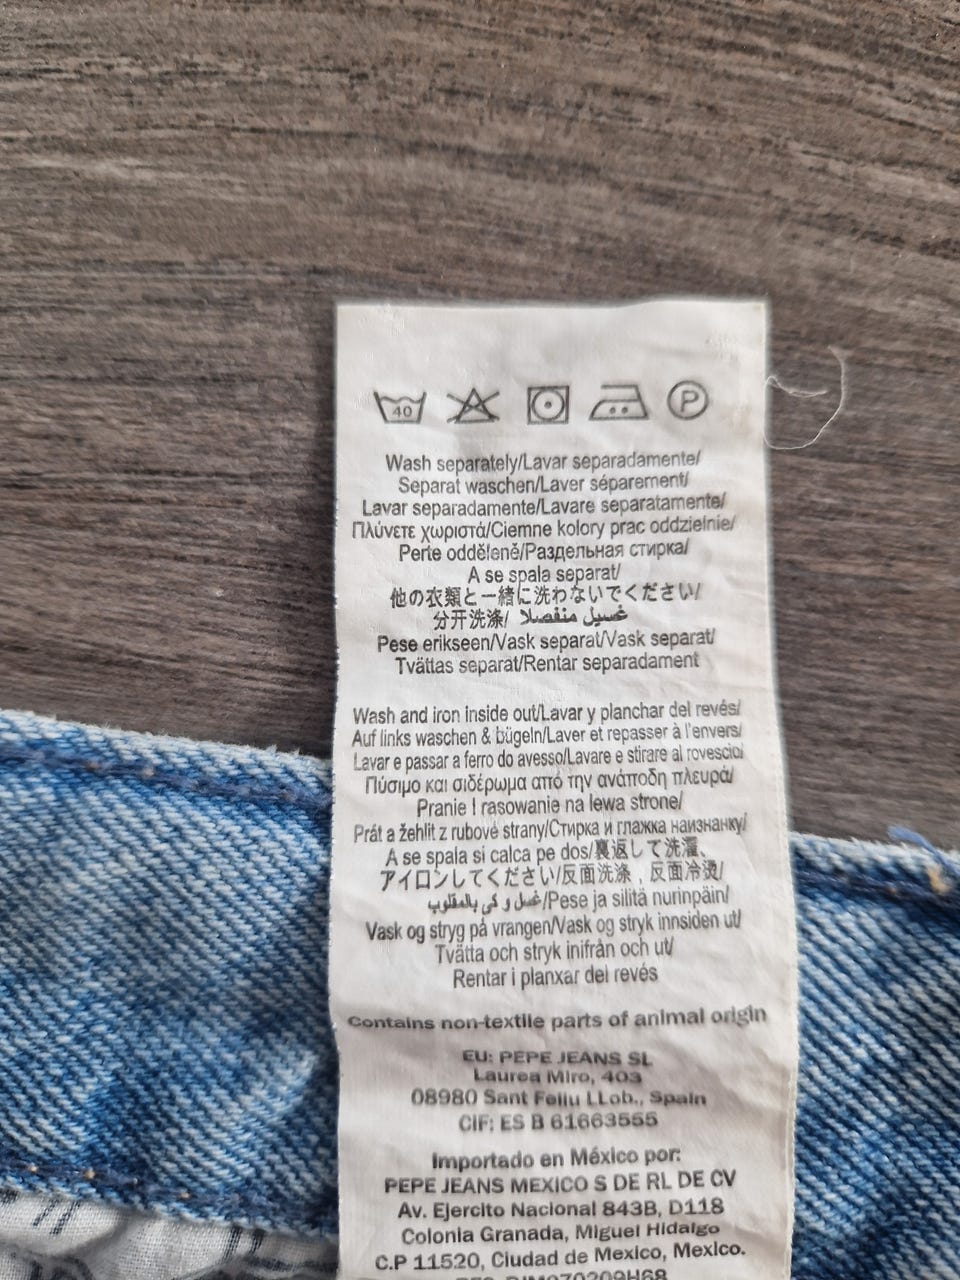 40
P
Wash separately/Lavar separadamente/
Separat waschen/Laver séparement/
Lavar separadamente/Lavare separatamente/
Πλύνετε χωριστά/Ciemne kolory prac oddzielnie/
Perte odděleně/Раздельная стирка/
A se spala separat/
他の衣類と一緒に洗わないでください/
分开洗涤/ غسيل منفصلا
Pese erikseen/Vask separat/Vask separat/
Tvättas separat/Rentar separadament
Wash and iron inside out/Lavar y planchar del revés/
Auf links waschen & bügeln/Laver et repasser à l'envers/
Lavar e passar a ferro do avesso/Lavare e stirare al rovescio/
Πύσιμο και σιδέρωμα από την ανάποδη πλευρά/
Pranie I rasowanie na lewa strone/
Prát a žehlit z rubové strany/Стирка и глажка наизнанку/
A se spala si calca pe dos/裏返して洗濯、
アイロンしてください/反面洗涤，反面冷烫/
غسل و كي بالمقلوب/Pese ja silitä nurinpäin/
Vask og stryg på vrangen/Vask og stryk innsiden ut/
Tvätta och stryk inifrån och ut/
Rentar i planxar del revés
Contains non-textile parts of animal origin
EU: PEPE JEANS SL
Laurea Miro, 403
08980 Sant Feliu LLob., Spain
CIF: ES B 61663555
Importado en México por:
PEPE JEANS MEXICO S DE RL DE CV
Av. Ejercito Nacional 843B, D118
Colonia Granada, Miguel Hidalgo
C.P 11520, Ciudad de Mexico, Mexico.